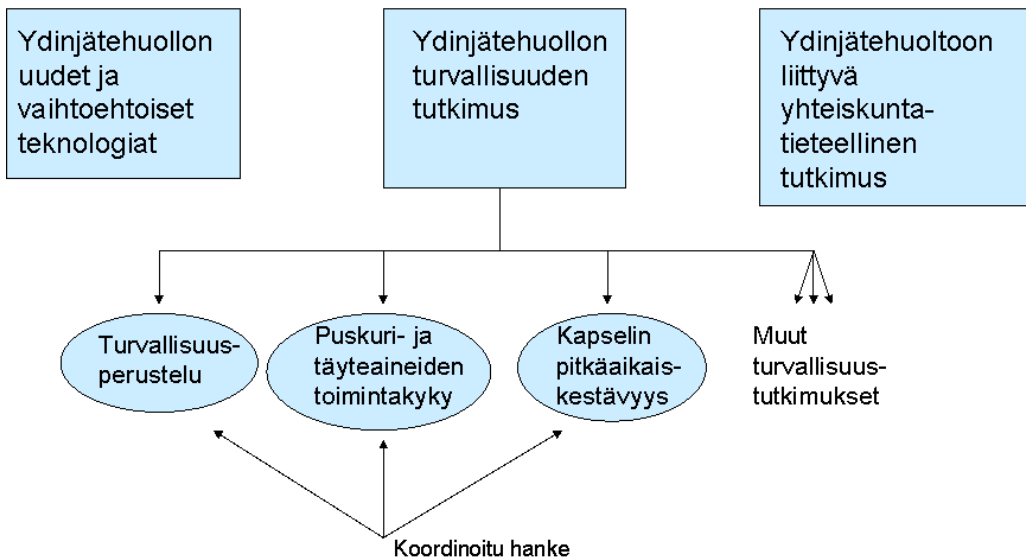 Ydinjätehuollon
uudet ja
vaihtoehtoiset
teknologiat
Ydinjätehuollon
turvallisuuden
tutkimus
Ydinjätehuoltoon
liittyvä
yhteiskunta-
tieteellinen
tutkimus
Turvallisuus-
perustelu
Puskuri- ja
täyteaineiden
toimintakyky
Kapselin
pitkäaikais-
kestävyys
Muut
turvallisuus-
tutkimukset
Koordinoitu hanke